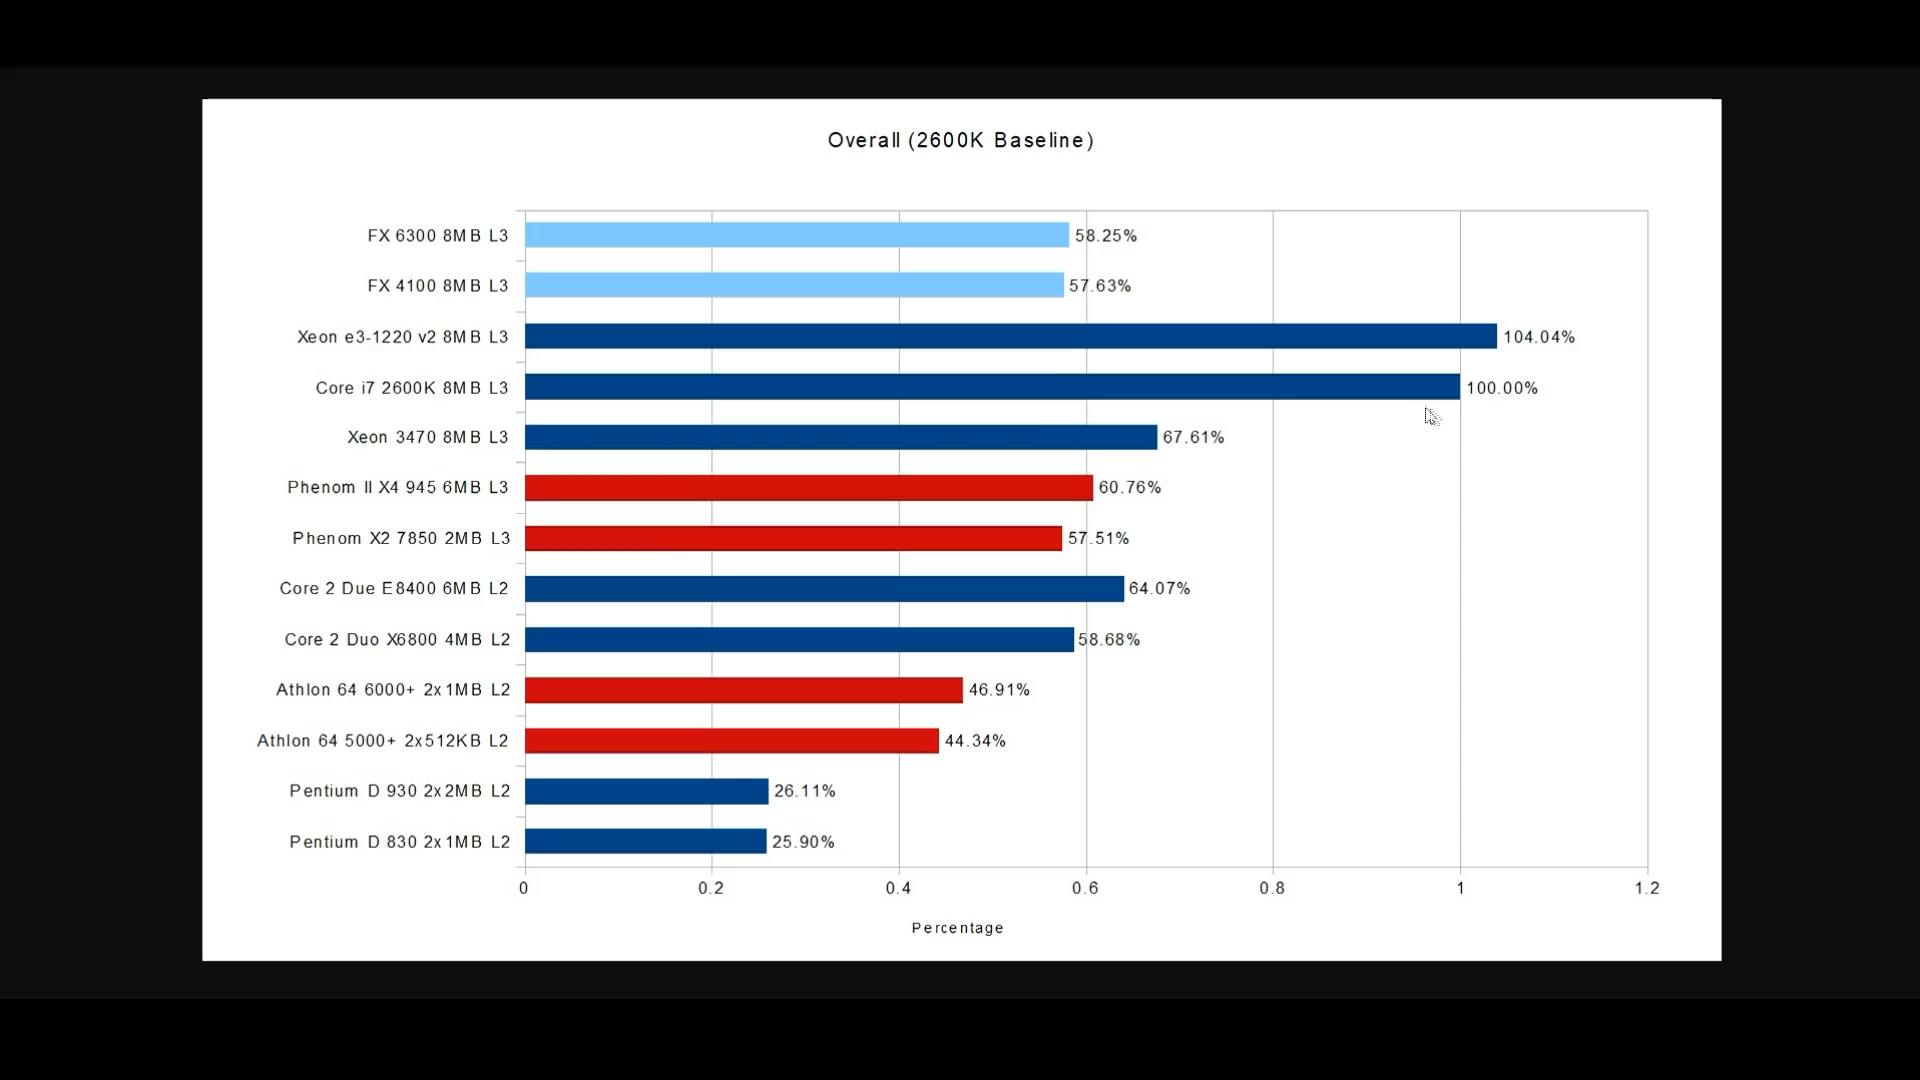 Overall (2600K Baseline)
FX 6300 8MB L3 58.25%
FX 4100 8MB L3 57.63%
Xeon e3-1220 v2 8MB L3 104.04%
Core i7 2600K 8MB L3 100.00%
Xeon 3470 8MB L3 67.61%
Phenom II X4 945 6MB L3 60.76%
Phenom X2 7850 2MB L3 57.51%
Core 2 Due E8400 6MB L2 64.07%
Core 2 Duo X6800 4MB L2 58.68%
Athlon 64 6000+ 2x1MB L2 46.91%
Athlon 64 5000+ 2x512KB L2 44.34%
Pentium D 930 2x2MB L2 26.11%
Pentium D 830 2x1MB L2 25.90%
0 0.2 0.4 0.6 0.8 1 1.2
Percentage